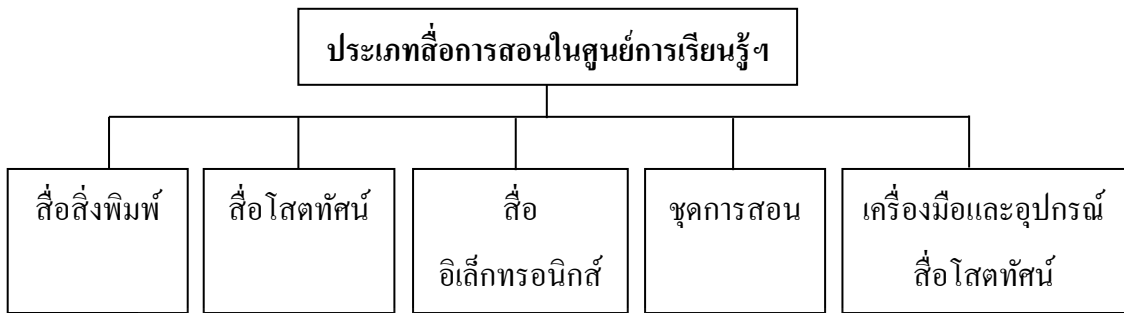 ประเภทสื่อการสอนในศูนย์การเรียนรู้ฯ
สื่อสิ่งพิมพ์
สื่อโสตทัศน์
สื่อ
อิเล็กทรอนิกส์
ชุดการสอน
เครื่องมือและอุปกรณ์
สื่อโสตทัศน์